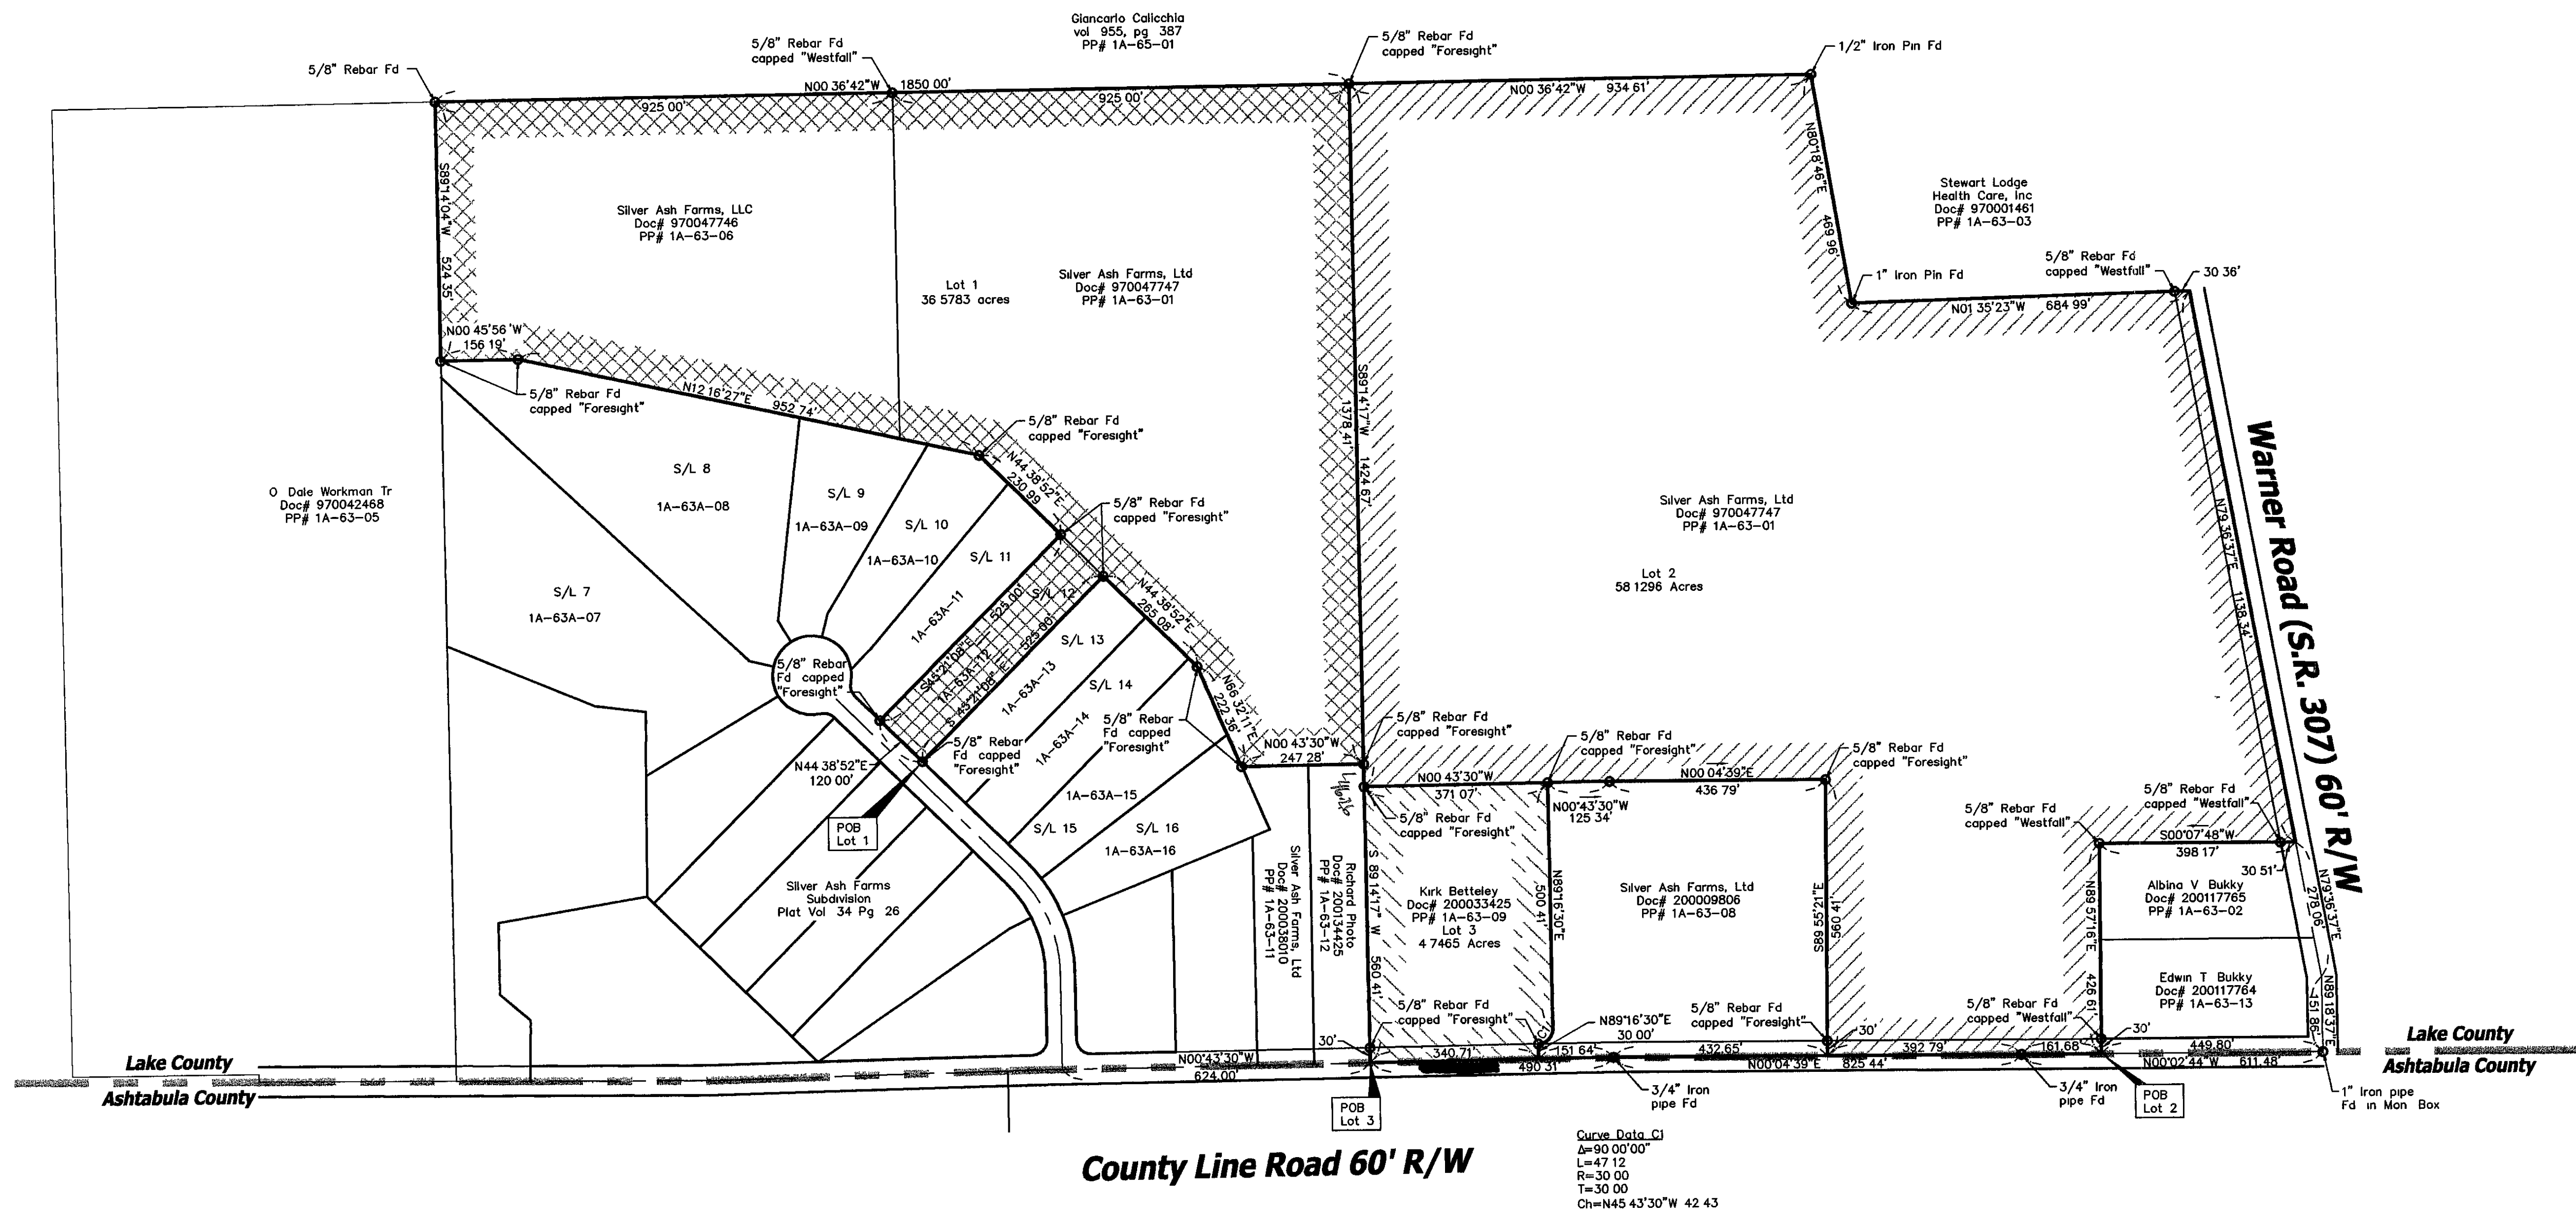 Giancarlo Calicchia
vol 955, pg 387
PP# 1A-65-01
5/8" Rebar Fd
5/8" Rebar Fd
capped "Westfall"
5/8" Rebar Fd
capped "Foresight"
1/2" Iron Pin Fd
N00 36'42"W 1850 00'
925 00'
925 00'
N00 36'42"W 934 61'
S89°14'04"W 524 35'
N80°18'46"E 469 96'
Silver Ash Farms, LLC
Doc# 970047746
PP# 1A-63-06
Lot 1
36 5783 acres
Silver Ash Farms, Ltd
Doc# 970047747
PP# 1A-63-01
Stewart Lodge
Health Care, Inc
Doc# 970001461
PP# 1A-63-03
1" Iron Pin Fd
5/8" Rebar Fd
capped "Westfall"
30 36'
N01 35'23"W 684 99'
N00 45'56"W
156 19'
5/8" Rebar Fd
capped "Foresight"
N12 16'27"E 952 74'
5/8" Rebar Fd
capped "Foresight"
N44 38'52"E
230 99
5/8" Rebar Fd
capped "Foresight"
S89°14'17"W 1424 67'
1378 41'
Warner Road (S.R. 307) 60' R/W
N79 36'37"E 1138.34'
O Dale Workman Tr
Doc# 970042468
PP# 1A-63-05
S/L 8
1A-63A-08
S/L 9
1A-63A-09
S/L 10
1A-63A-10
S/L 11
1A-63A-11
S/L 7
1A-63A-07
Silver Ash Farms, Ltd
Doc# 970047747
PP# 1A-63-01
Lot 2
58 1296 Acres
S/L 12
1A-63A-12
S45°21'08"E 525 00'
S 45°21'08" E 525 00'
N44 38'52"E
265 08'
S/L 13
1A-63A-13
S/L 14
1A-63A-14
N66 32'11"E
222 36'
5/8" Rebar
Fd capped
"Foresight"
5/8" Rebar
Fd capped
"Foresight"
5/8" Rebar
Fd capped
"Foresight"
N44 38'52"E
120 00'
POB
Lot 1
1A-63A-15
S/L 15
S/L 16
1A-63A-16
Silver Ash Farms
Subdivision
Plat Vol 34 Pg 26
N00 43'30"W
247 28'
5/8" Rebar Fd
capped "Foresight"
N00 43'30"W
371 07'
5/8" Rebar Fd
capped "Foresight"
N00 04'39"E
436 79'
5/8" Rebar Fd
capped "Foresight"
N00°43'30"W
125 34'
5/8" Rebar Fd
capped "Foresight"
5/8" Rebar Fd
capped "Westfall"
5/8" Rebar Fd
capped "Westfall"
S00°07'48"W
398 17'
30 51'
Silver Ash Farms, Ltd
Doc# 200038010
PP# 1A-63-11
Richard Photo
Doc# 200134425
PP# 1A-63-12
S 89 14'17" W 560 41'
Kirk Betteley
Doc# 200033425
PP# 1A-63-09
Lot 3
4 7465 Acres
N89°16'30"E
500 41'
Silver Ash Farms, Ltd
Doc# 200009806
PP# 1A-63-08
S89 55'21"E
560 41'
N89 57'16"E 426 61'
Albina V Bukky
Doc# 200117765
PP# 1A-63-02
Edwin T Bukky
Doc# 200117764
PP# 1A-63-13
N79°36'37"E
278 06'
N89 18'37"E
151 86'
5/8" Rebar Fd
capped "Foresight"
C1
N89°16'30"E
30 00'
5/8" Rebar Fd
capped "Foresight"
30'
5/8" Rebar Fd
capped "Westfall"
30'
30'
N00°43'30"W
624.00'
340.71'
151 64'
490 31'
432.65'
392 79'
161.68'
N00°04'39"E 825 44'
449.80'
N00°02'44"W 611.48'
Lake County
Ashtabula County
Lake County
Ashtabula County
POB
Lot 3
3/4" Iron
pipe Fd
3/4" Iron
pipe Fd
POB
Lot 2
1" Iron pipe
Fd in Mon Box
County Line Road 60' R/W
Curve Data C1
Δ=90 00'00"
L=47 12
R=30 00
T=30 00
Ch=N45 43'30"W 42 43